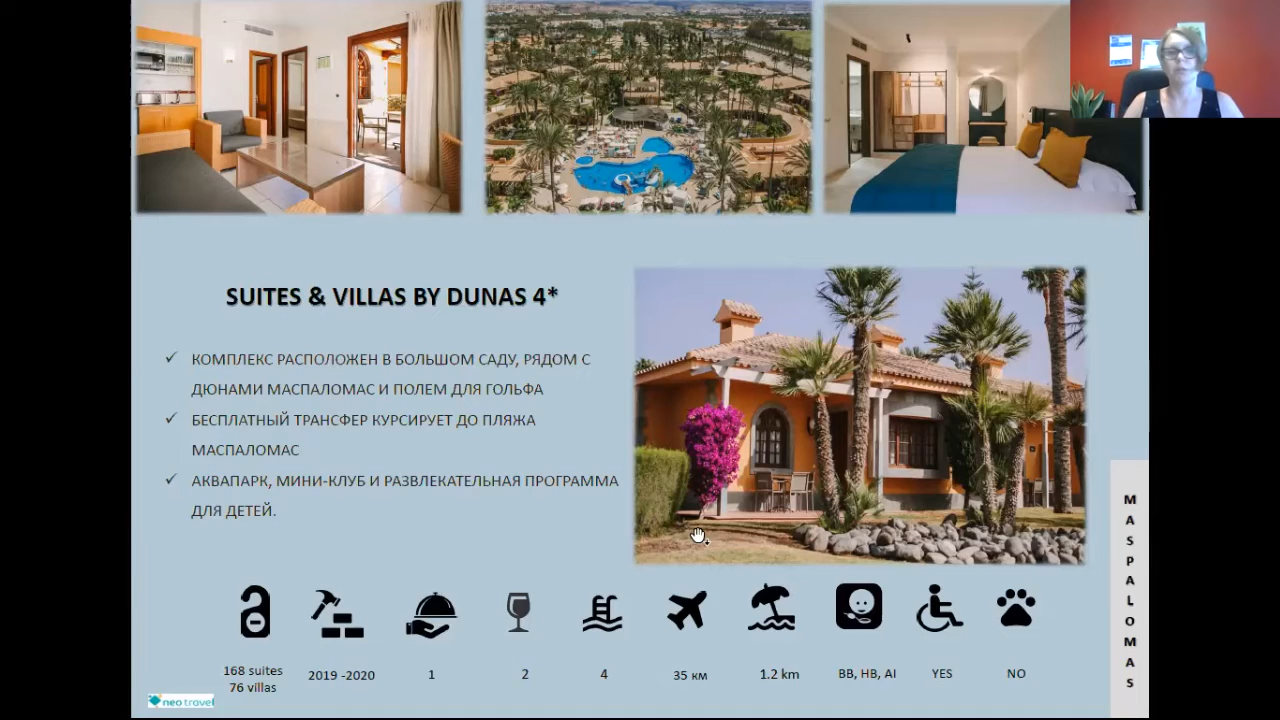 SUITES & VILLAS BY DUNAS 4*
✓ КОМПЛЕКС РАСПОЛОЖЕН В БОЛЬШОМ САДУ, РЯДОМ С
ДЮНАМИ МАСПАЛОМАС И ПОЛЕМ ДЛЯ ГОЛЬФА
✓ БЕСПЛАТНЫЙ ТРАНСФЕР КУРСИРУЕТ ДО ПЛЯЖА
МАСПАЛОМАС
✓ АКВАПАРК, МИНИ-КЛУБ И РАЗВЛЕКАТЕЛЬНАЯ ПРОГРАММА
ДЛЯ ДЕТЕЙ.
168 suites
76 villas
2019 -2020
1
2
4
35 км
1.2 km
BB, HB, AI
YES
NO
MASPALOMAS
neo travel